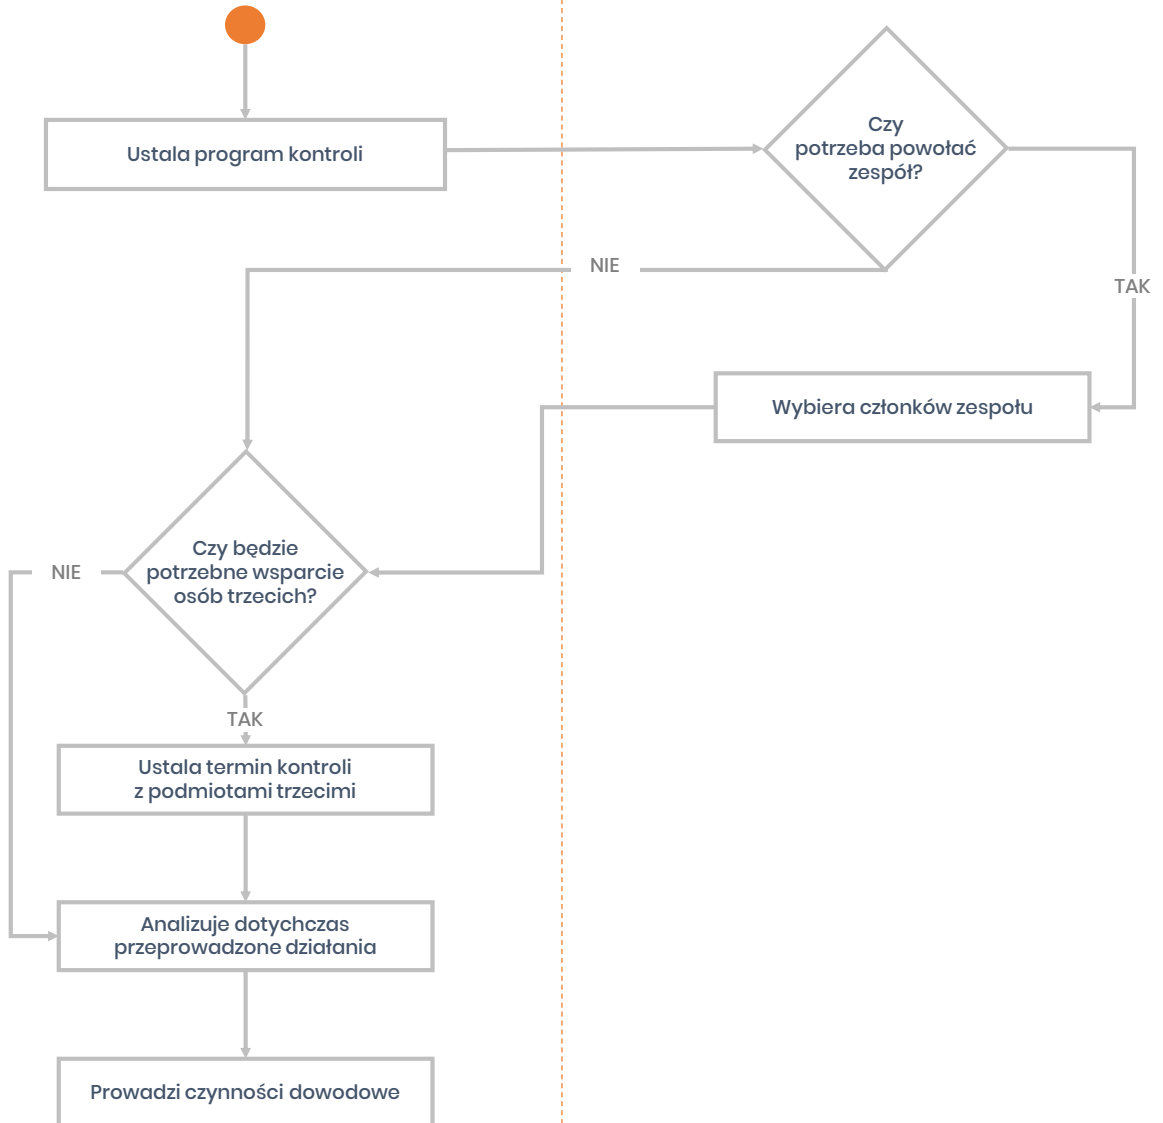 Ustala program kontroli
Czy
potrzeba powołać
zespół?
NIE
TAK
Wybiera członków zespołu
Czy będzie
potrzebne wsparcie
osób trzecich?
NIE
TAK
Ustala termin kontroli
z podmiotami trzecimi
Analizuje dotychczas
przeprowadzone działania
Prowadzi czynności dowodowe